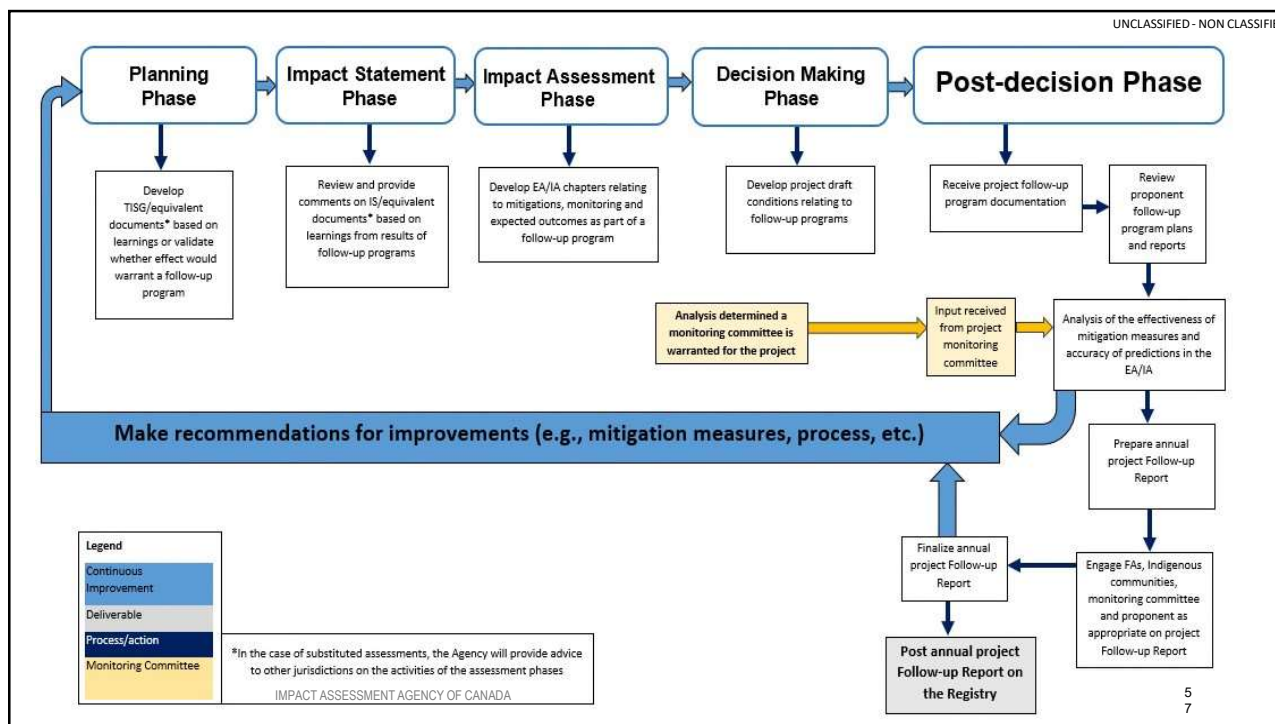 UNCLASSIFIED - NON CLASSIFIE
Planning
Phase
Impact Statement
Phase
Impact Assessment
Phase
Decision Making
Phase
Post-decision Phase
Develop
TISG/equivalent
documents* based on
learnings or validate
whether effect would
warrant a follow-up
program
Review and provide
comments on IS/equivalent
documents* based on
learnings from results of
follow-up programs
Develop EA/IA chapters relating
to mitigations, monitoring and
expected outcomes as part of a
follow-up program
Develop project draft
conditions relating to
follow-up programs
Receive project follow-up
program documentation
Review
proponent
follow-up
program plans
and reports
Analysis determined a
monitoring committee is
warranted for the project
Input received
from project
monitoring
committee
Analysis of the effectiveness of
mitigation measures and
accuracy of predictions in the
EA/IA
Make recommendations for improvements (e.g., mitigation measures, process, etc.)
Prepare annual
project Follow-up
Report
Engage FAs, Indigenous
communities,
monitoring committee
and proponent as
appropriate on project
Follow-up Report
Finalize annual
project Follow-up
Report
Post annual project
Follow-up Report on
the Registry
Legend
Continuous
Improvement
Deliverable
Process/action
Monitoring Committee
*In the case of substituted assessments, the Agency will provide advice
to other jurisdictions on the activities of the assessment phases
IMPACT ASSESSMENT AGENCY OF CANADA
5
7